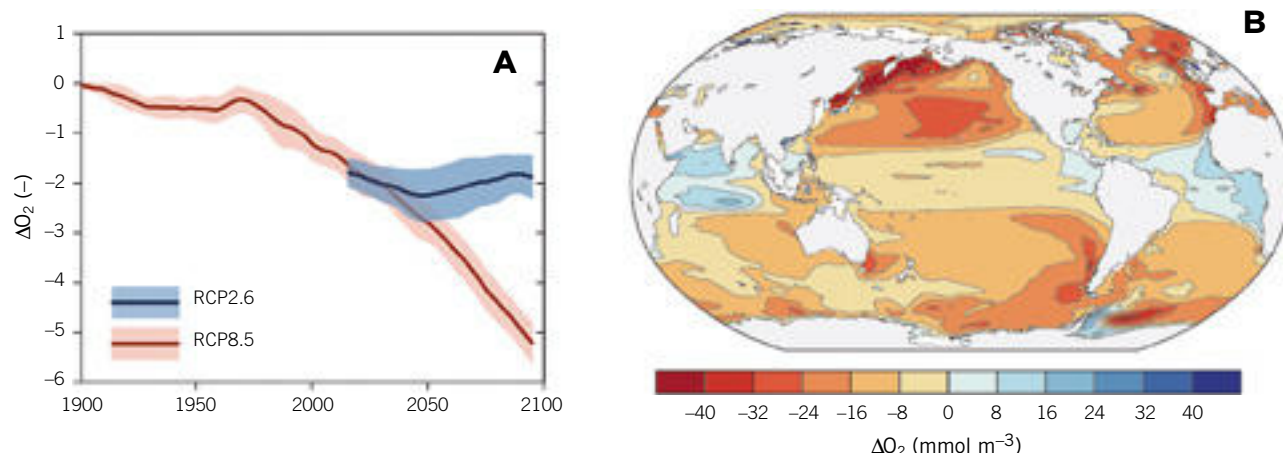 A
B
1
0
–1
–2
–3
–4
–5
–6
ΔO₂ (–)
RCP2.6
RCP8.5
1900 1950 2000 2050 2100
–40 –32 –24 –16 –8 0 8 16 24 32 40
ΔO₂ (mmol m⁻³)